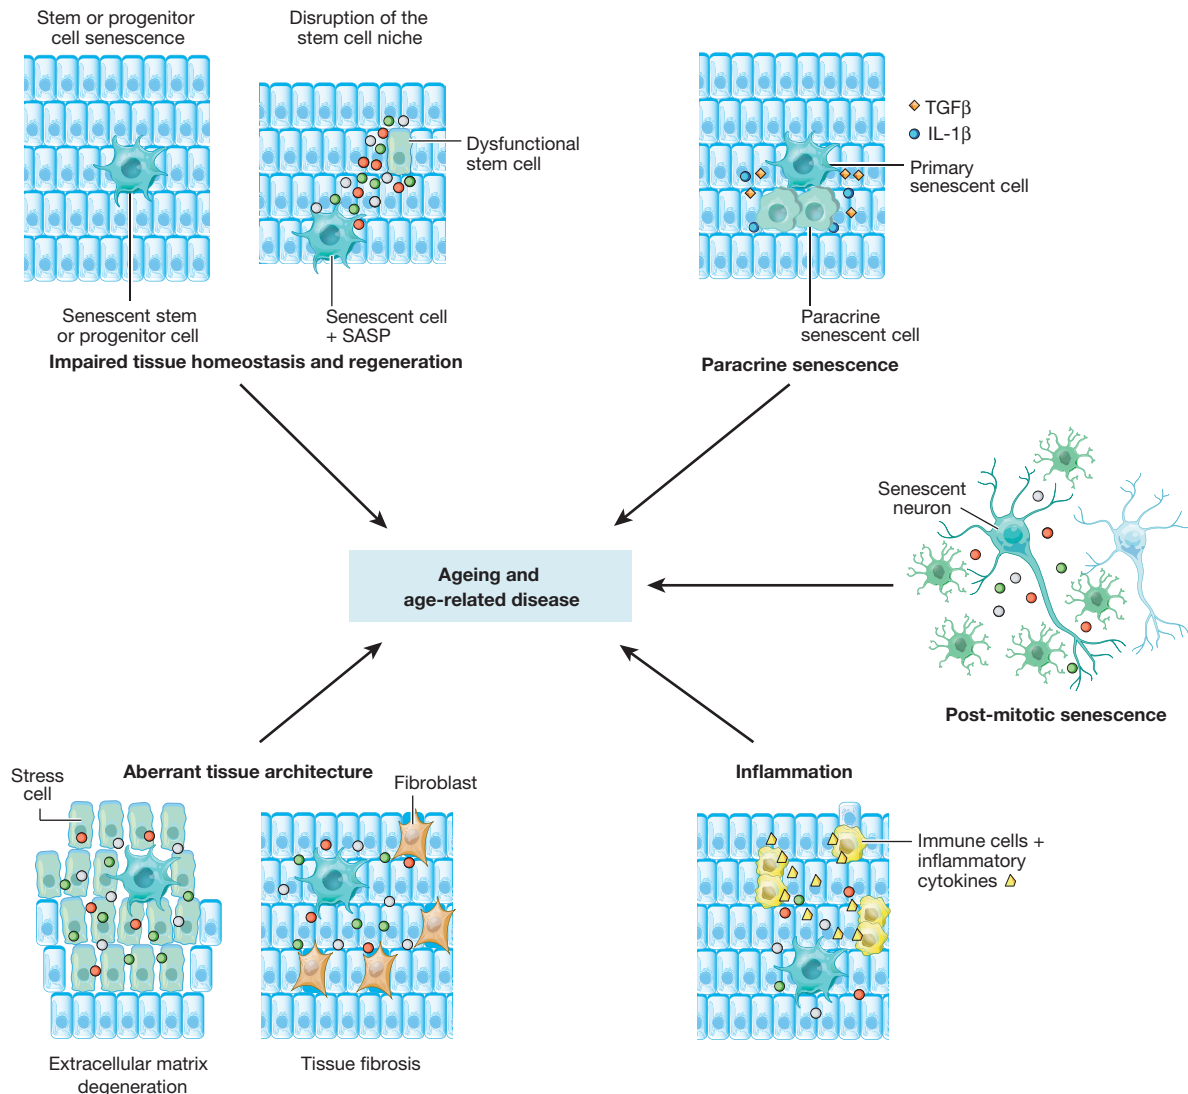 Stem or progenitor
cell senescence
Disruption of the
stem cell niche
Dysfunctional
stem cell
Senescent stem
or progenitor cell
Senescent cell
+ SASP
Impaired tissue homeostasis and regeneration
TGFβ
IL-1β
Primary
senescent cell
Paracrine
senescent cell
Paracrine senescence
Senescent
neuron
Post-mitotic senescence
Ageing and
age-related disease
Aberrant tissue architecture
Stress
cell
Fibroblast
Extracellular matrix
degeneration
Tissue fibrosis
Inflammation
Immune cells +
inflammatory
cytokines